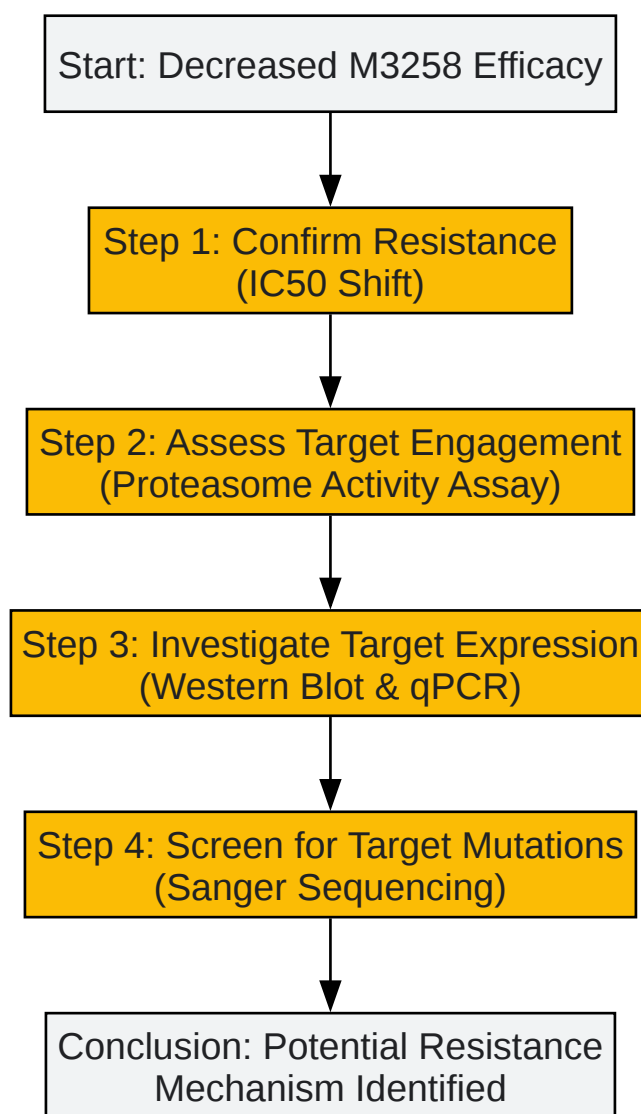 Start: Decreased M3258 Efficacy
Step 1: Confirm Resistance
(IC50 Shift)
Step 2: Assess Target Engagement
(Proteasome Activity Assay)
Step 3: Investigate Target Expression
(Western Blot & qPCR)
Step 4: Screen for Target Mutations
(Sanger Sequencing)
Conclusion: Potential Resistance
Mechanism Identified